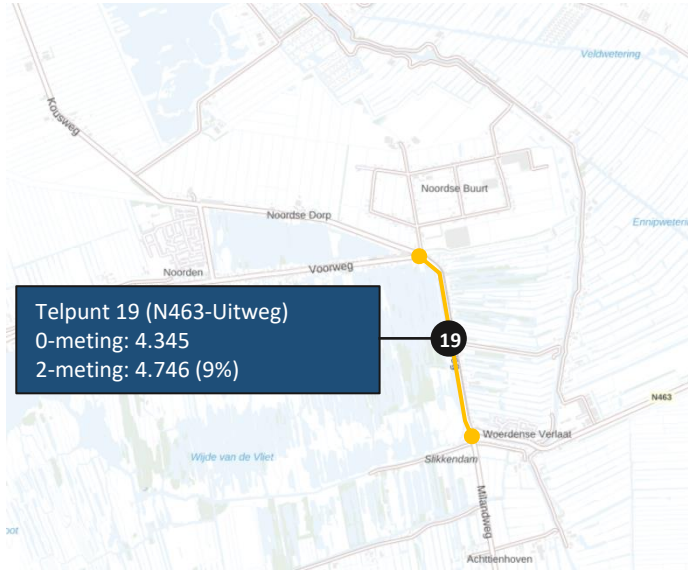 Veldwetering
Kousweg
Noordse Buurt
Noordse Dorp
Ennipwetering
Noorden
Voorweg
Telpunt 19 (N463-Uitweg)
0-meting: 4.345
2-meting: 4.746 (9%)
19
N463
Woerdense Verlaat
Wijde van de Vliet
Slikkendam
Milandweg
oot
Achttienhoven